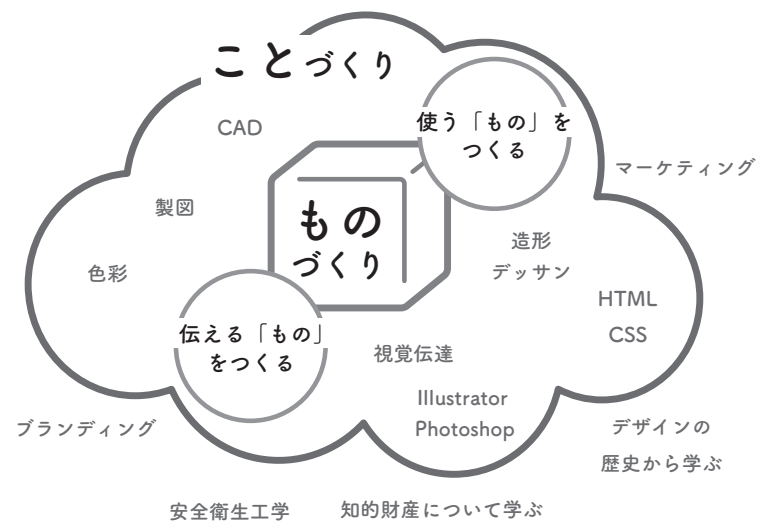 ことづくり
CAD
使う「もの」を
つくる
マーケティング
製図
もの
づくり
造形
デッサン
色彩
HTML
CSS
伝える「もの」
をつくる
視覚伝達
Illustrator
Photoshop
ブランディング
デザインの
歴史から学ぶ
安全衛生工学
知的財産について学ぶ